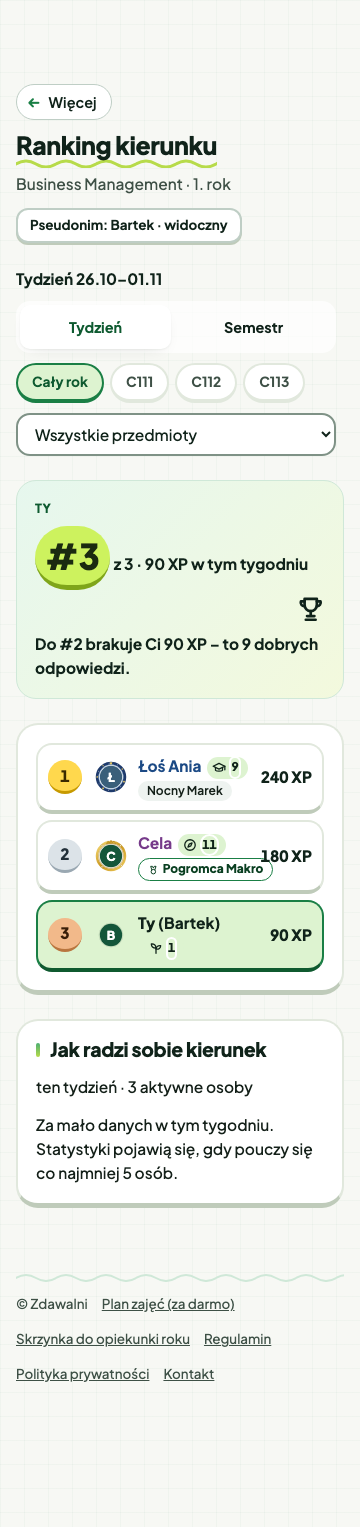 ← Więcej
Ranking kierunku
Business Management · 1. rok
Pseudonim: Bartek · widoczny
Tydzień 26.10–01.11
Tydzień Semestr
Cały rok C111 C112 C113
Wszystkie przedmioty
TY
#3 z 3 · 90 XP w tym tygodniu
Do #2 brakuje Ci 90 XP – to 9 dobrych
odpowiedzi.
1 Ł Łoś Ania 9 240 XP
Nocny Marek
2 C Cela 11 180 XP
Pogromca Makro
3 B Ty (Bartek) 90 XP
1
Jak radzi sobie kierunek
ten tydzień · 3 aktywne osoby
Za mało danych w tym tygodniu.
Statystyki pojawią się, gdy pouczy się
co najmniej 5 osób.
© Zdawalni Plan zajęć (za darmo)
Skrzynka do opiekunki roku Regulamin
Polityka prywatności Kontakt